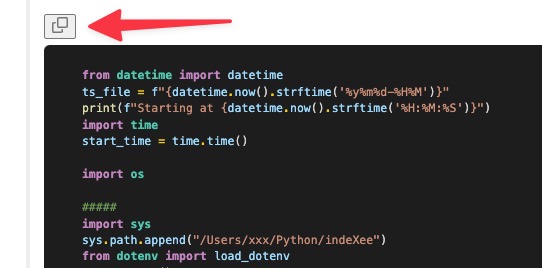 from datetime import datetime
ts_file = f"{datetime.now().strftime('%y%m%d-%H%M')}"
print(f"Starting at {datetime.now().strftime('%H:%M:%S')}")
import time
start_time = time.time()
import os
#####
import sys
sys.path.append("/Users/xxx/Python/indeXee")
from dotenv import load_dotenv